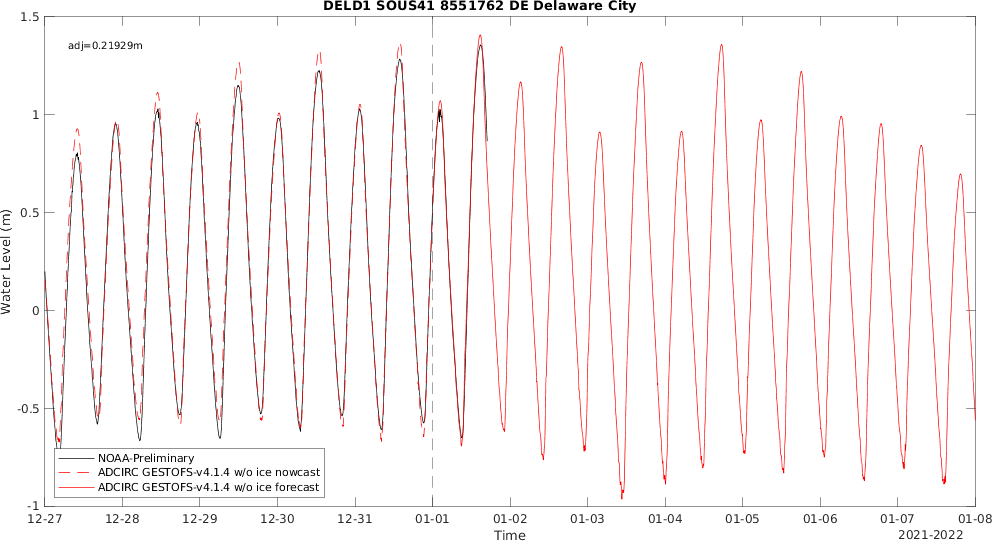 DELD1 SOUS41 8551762 DE Delaware City
adj=0.21929m
1.5
1
0.5
0
-0.5
-1
Water Level (m)
NOAA-Preliminary
ADCIRC GESTOFS-v4.1.4 w/o ice nowcast
ADCIRC GESTOFS-v4.1.4 w/o ice forecast
12-27 12-28 12-29 12-30 12-31 01-01 01-02 01-03 01-04 01-05 01-06 01-07 01-08
Time
2021-2022